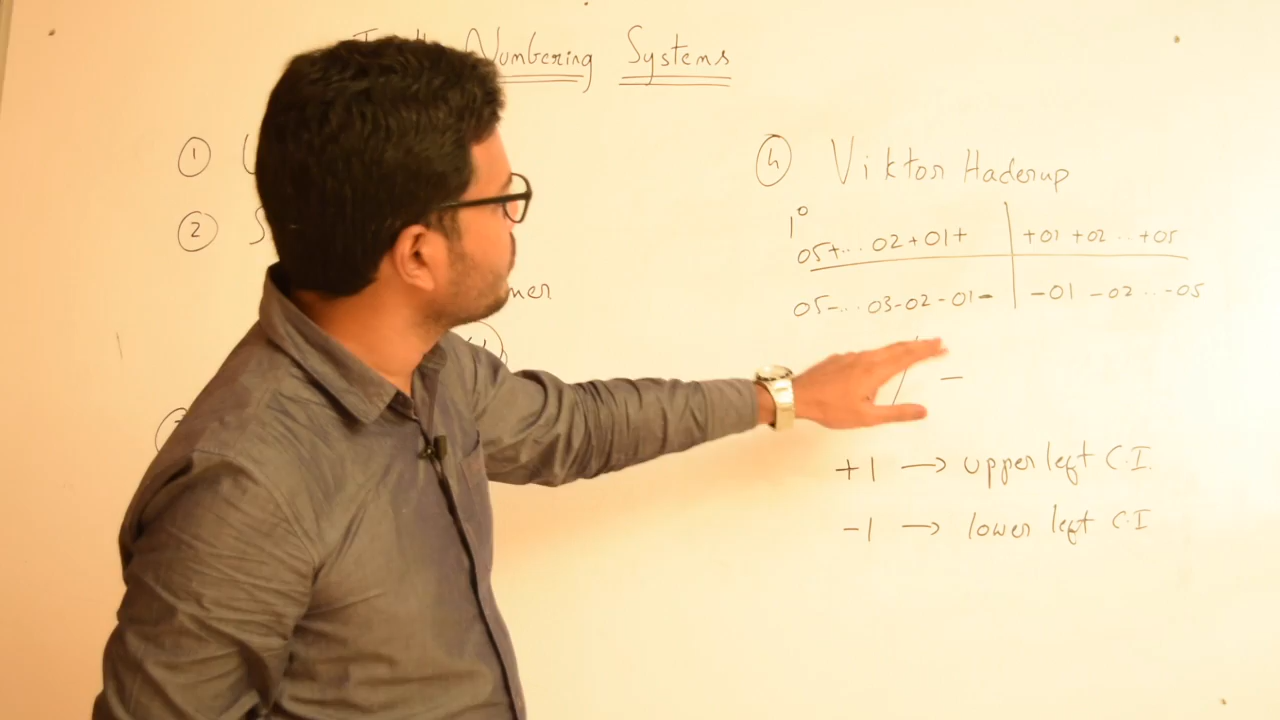 Numbering Systems
①
②
④ Viktor Haderup
1°
05+... 02+01+ | +01 +02 .. +05
05-... 03-02-01- | -01 -02 ..-05
/ -
+1 → upper left C.I.
-1 → lower left C.I